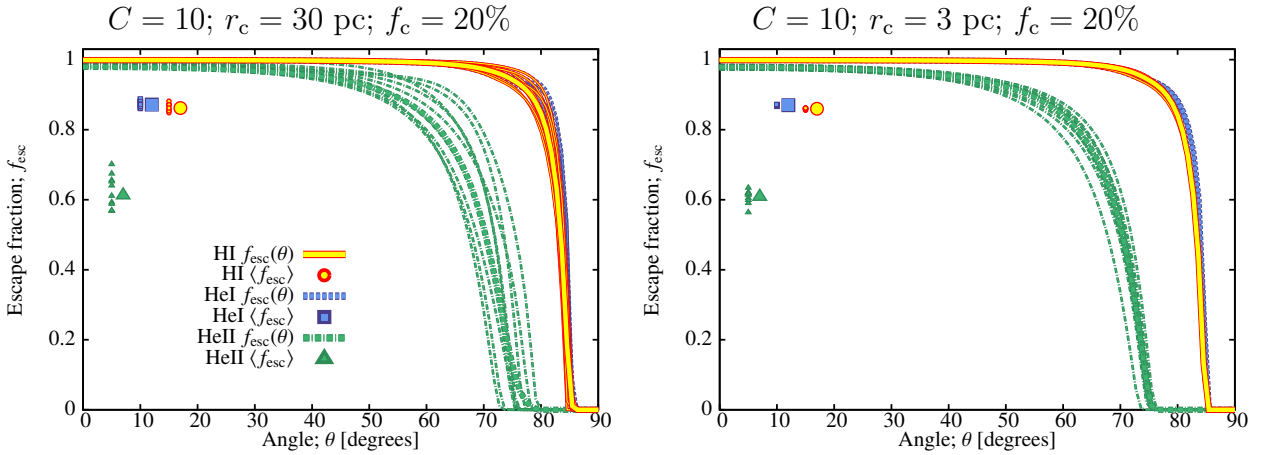 C = 10; r_c = 30 pc; f_c = 20%
1
0.8
0.6
0.4
0.2
0
Escape fraction; f_esc
HI f_esc(θ)
HI ⟨f_esc⟩
HeI f_esc(θ)
HeI ⟨f_esc⟩
HeII f_esc(θ)
HeII ⟨f_esc⟩
0 10 20 30 40 50 60 70 80 90
Angle; θ [degrees]
C = 10; r_c = 3 pc; f_c = 20%
1
0.8
0.6
0.4
0.2
0
Escape fraction; f_esc
0 10 20 30 40 50 60 70 80 90
Angle; θ [degrees]